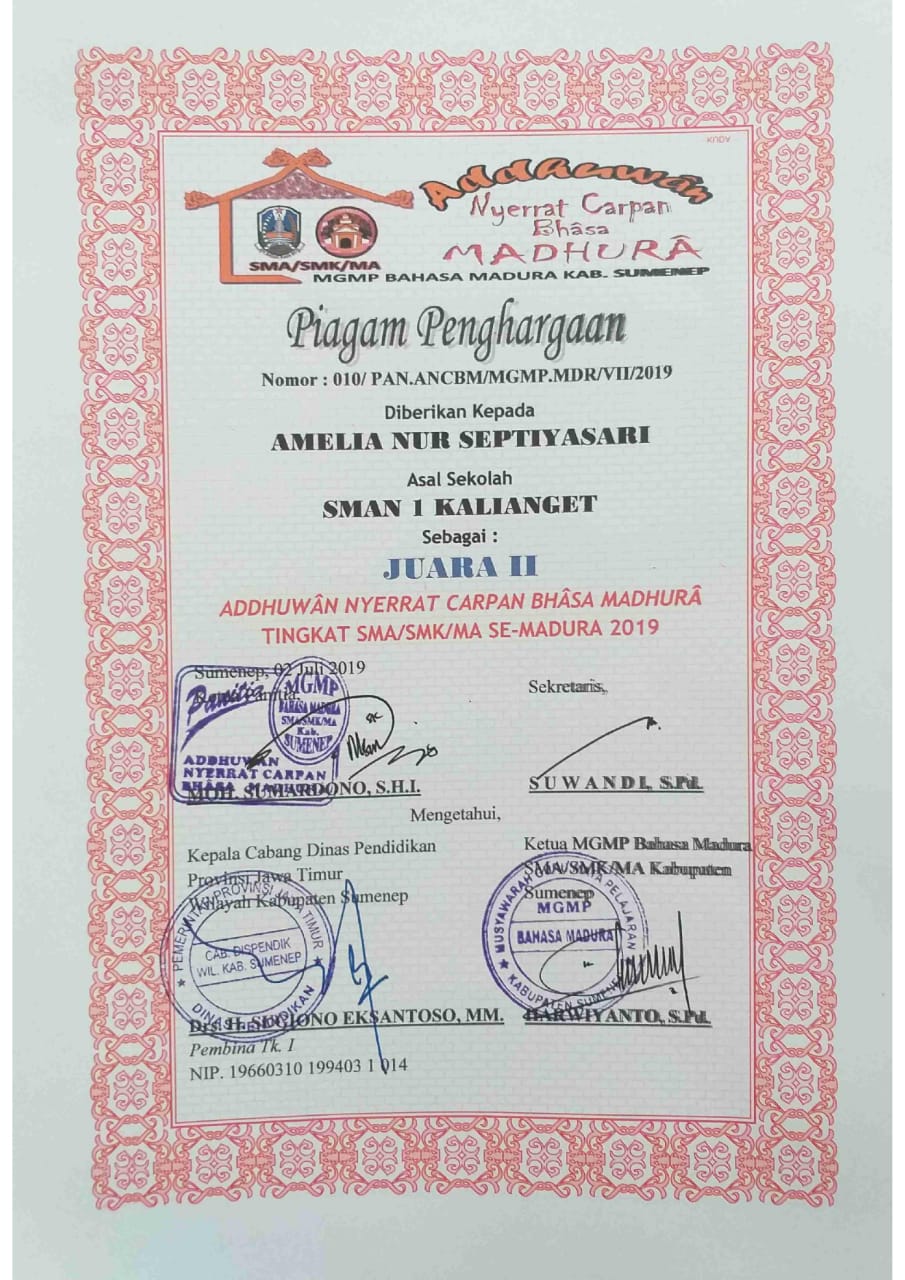 KUDV
Addhuwân
Nyerrat Carpan
Bhâsa
MADHURÂ
SMA/SMK/MA
MGMP BAHASA MADURA KAB. SUMENEP
Piagam Penghargaan
Nomor : 010/ PAN.ANCBM/MGMP.MDR/VII/2019
Diberikan Kepada
AMELIA NUR SEPTIYASARI
Asal Sekolah
SMAN 1 KALIANGET
Sebagai :
JUARA II
ADDHUWÂN NYERRAT CARPAN BHÂSA MADHURÂ
TINGKAT SMA/SMK/MA SE-MADURA 2019
Sumenep, 02 Juli 2019
Panitia
MGMP
BAHASA MADURA
SMA/SMK/MA
Kab.
SUMENEP
ADDHUWAN
NYERRAT CARPAN
BHÂSA MADHURÂ
MOH. SUMARDONO, S.H.I.
Sekretaris,
SUWANDI, S.Pd.
Mengetahui,
Kepala Cabang Dinas Pendidikan
Provinsi Jawa Timur
Wilayah Kabupaten Sumenep
PEMERINTAH PROVINSI JAWA TIMUR
CAB. DISPENDIK
WIL. KAB. SUMENEP
DINAS PENDIDIKAN
Drs. H. SUGIONO EKSANTOSO, MM.
Pembina Tk. I
NIP. 19660310 199403 1 014
Ketua MGMP Bahasa Madura
SMA/SMK/MA Kabupaten
Sumenep
MUSYAWARAH GURU MATA PELAJARAN
MGMP
BAHASA MADURA
KABUPATEN SUMENEP
HARWIYANTO, S.Pd.